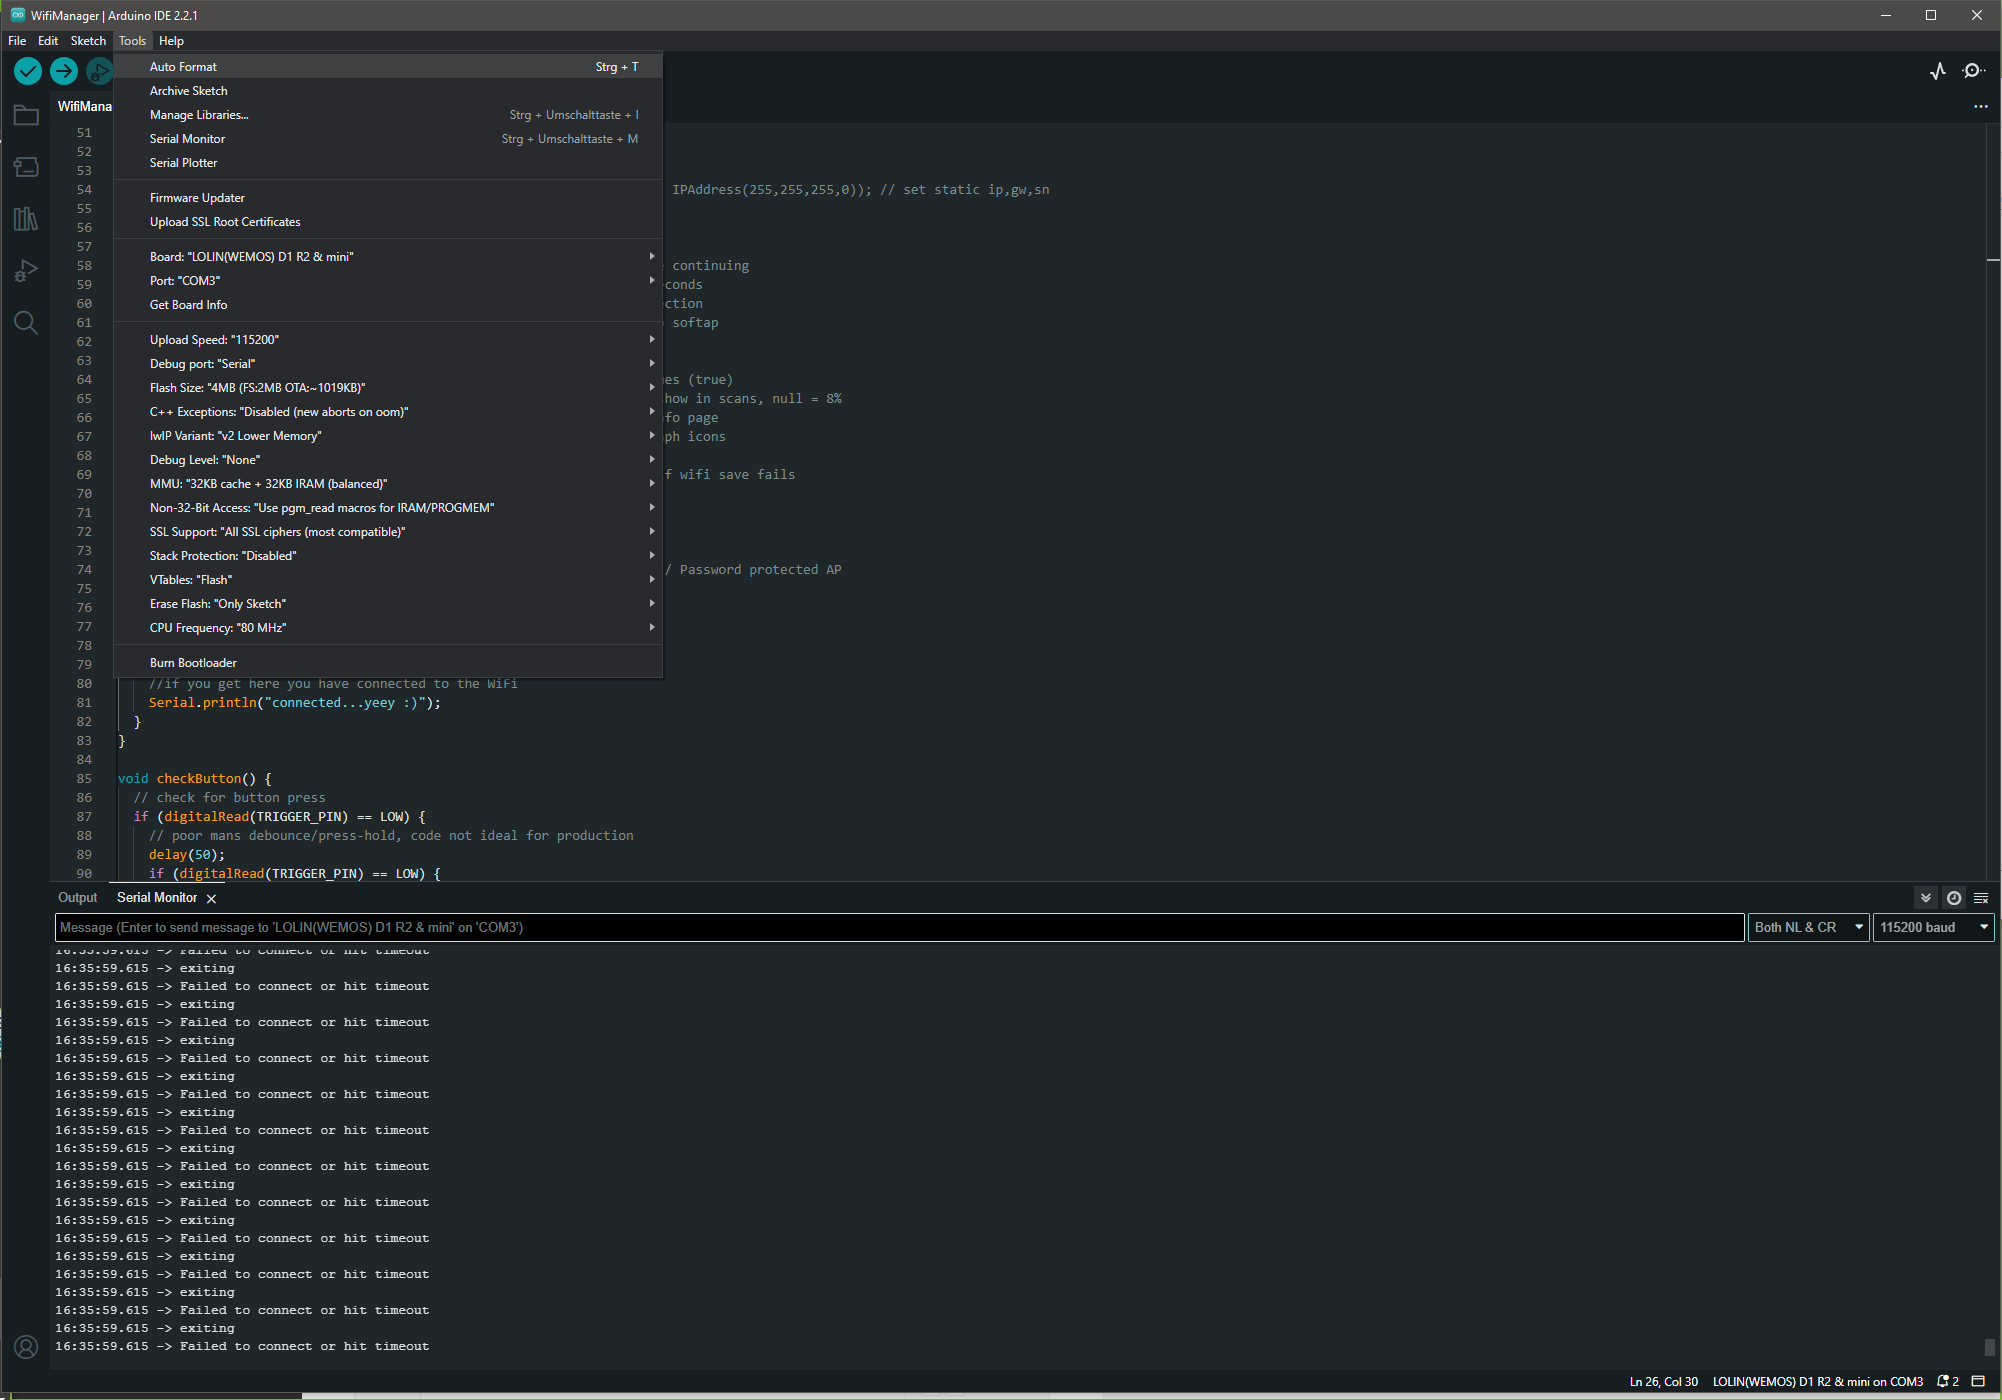 WifiManager | Arduino IDE 2.2.1
File Edit Sketch Tools Help
Auto Format Strg + T
Archive Sketch
Manage Libraries... Strg + Umschalttaste + I
Serial Monitor Strg + Umschalttaste + M
Serial Plotter
Firmware Updater
Upload SSL Root Certificates
Board: "LOLIN(WEMOS) D1 R2 & mini"
Port: "COM3"
Get Board Info
Upload Speed: "115200"
Debug port: "Serial"
Flash Size: "4MB (FS:2MB OTA:~1019KB)"
C++ Exceptions: "Disabled (new aborts on oom)"
lwIP Variant: "v2 Lower Memory"
Debug Level: "None"
MMU: "32KB cache + 32KB IRAM (balanced)"
Non-32-Bit Access: "Use pgm_read macros for IRAM/PROGMEM"
SSL Support: "All SSL ciphers (most compatible)"
Stack Protection: "Disabled"
VTables: "Flash"
Erase Flash: "Only Sketch"
CPU Frequency: "80 MHz"
Burn Bootloader
WifiMana
51
52
53
54 IPAddress(255,255,255,0)); // set static ip,gw,sn
55
56
57
58 continuing
59 conds
60 ction
61 softap
62
63
64 es (true)
65 how in scans, null = 8%
66 fo page
67 ph icons
68
69 f wifi save fails
70
71
72
73
74 / Password protected AP
75
76
77
78
79
80 //if you get here you have connected to the WiFi
81 Serial.println("connected...yeey :)");
82 }
83 }
84
85 void checkButton() {
86 // check for button press
87 if (digitalRead(TRIGGER_PIN) == LOW) {
88 // poor mans debounce/press-hold, code not ideal for production
89 delay(50);
90 if (digitalRead(TRIGGER_PIN) == LOW) {
Output Serial Monitor
Message (Enter to send message to 'LOLIN(WEMOS) D1 R2 & mini' on 'COM3') Both NL & CR 115200 baud
16:35:59.615 -> Failed to connect or hit timeout
16:35:59.615 -> exiting
16:35:59.615 -> Failed to connect or hit timeout
16:35:59.615 -> exiting
16:35:59.615 -> Failed to connect or hit timeout
16:35:59.615 -> exiting
16:35:59.615 -> Failed to connect or hit timeout
16:35:59.615 -> exiting
16:35:59.615 -> Failed to connect or hit timeout
16:35:59.615 -> exiting
16:35:59.615 -> Failed to connect or hit timeout
16:35:59.615 -> exiting
16:35:59.615 -> Failed to connect or hit timeout
16:35:59.615 -> exiting
16:35:59.615 -> Failed to connect or hit timeout
16:35:59.615 -> exiting
16:35:59.615 -> Failed to connect or hit timeout
16:35:59.615 -> exiting
16:35:59.615 -> Failed to connect or hit timeout
16:35:59.615 -> exiting
16:35:59.615 -> Failed to connect or hit timeout
16:35:59.615 -> exiting
16:35:59.615 -> Failed to connect or hit timeout
Ln 26, Col 30 LOLIN(WEMOS) D1 R2 & mini on COM3 2